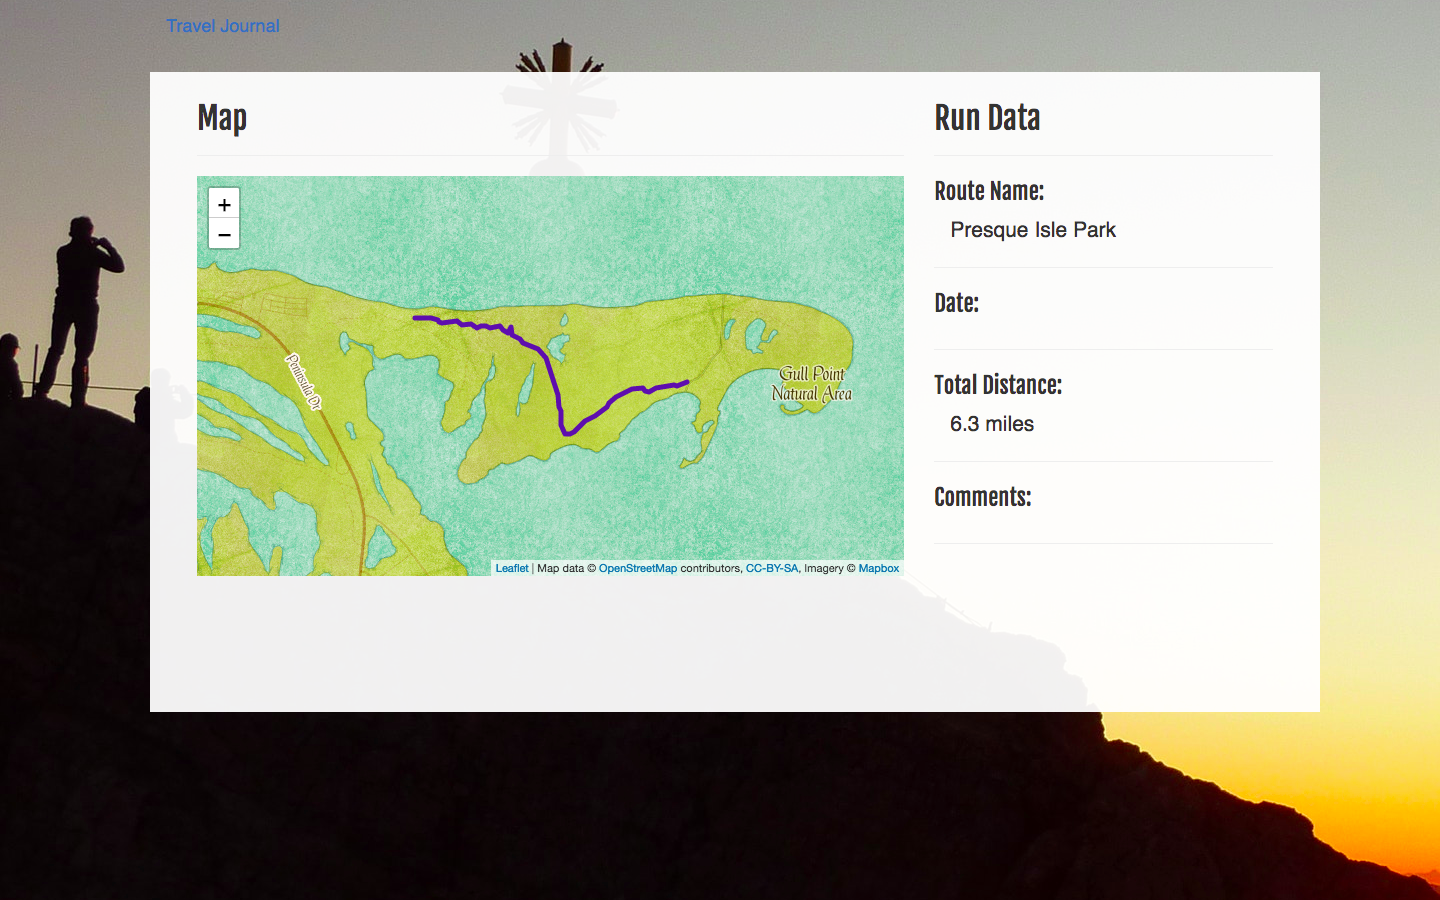 Travel Journal
Map
+
−
Peninsula Dr
Gull Point
Natural Area
Leaflet | Map data © OpenStreetMap contributors, CC-BY-SA, Imagery © Mapbox
Run Data
Route Name:
Presque Isle Park
Date:
Total Distance:
6.3 miles
Comments: